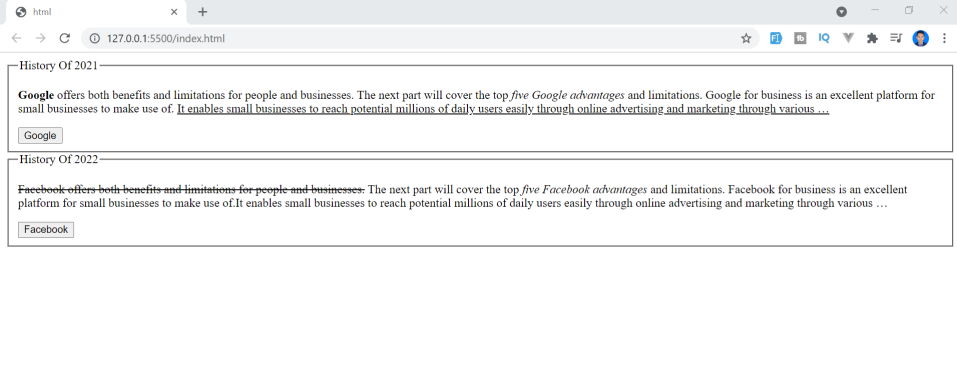 html
127.0.0.1:5500/index.html
History Of 2021
Google offers both benefits and limitations for people and businesses. The next part will cover the top five Google advantages and limitations. Google for business is an excellent platform for
small businesses to make use of. It enables small businesses to reach potential millions of daily users easily through online advertising and marketing through various …
Google
History Of 2022
Facebook offers both benefits and limitations for people and businesses. The next part will cover the top five Facebook advantages and limitations. Facebook for business is an excellent
platform for small businesses to make use of.It enables small businesses to reach potential millions of daily users easily through online advertising and marketing through various …
Facebook